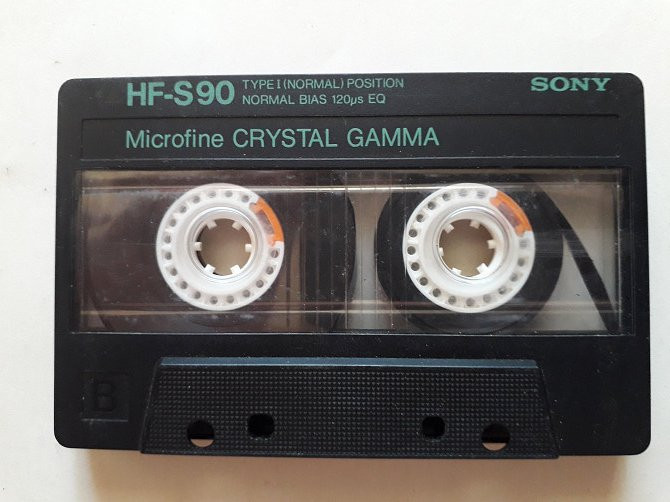 HF-S90 TYPE I (NORMAL) POSITION
NORMAL BIAS 120µs EQ
SONY
Microfine CRYSTAL GAMMA
B